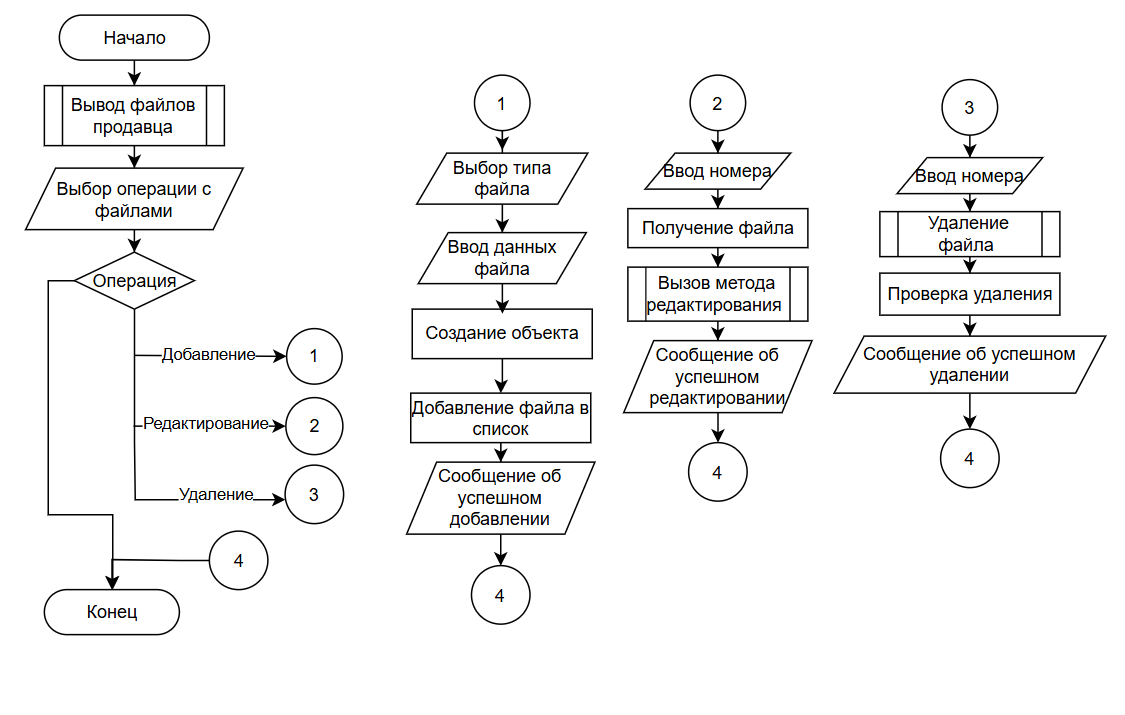 Начало
Вывод файлов
продавца
Выбор операции с
файлами
Операция
Добавление
1
Редактирование
2
Удаление
3
4
Конец
1
Выбор типа
файла
Ввод данных
файла
Создание объекта
Добавление файла в
список
Сообщение об
успешном
добавлении
4
2
Ввод номера
Получение файла
Вызов метода
редактирования
Сообщение об
успешном
редактировании
4
3
Ввод номера
Удаление
файла
Проверка удаления
Сообщение об успешном
удалении
4